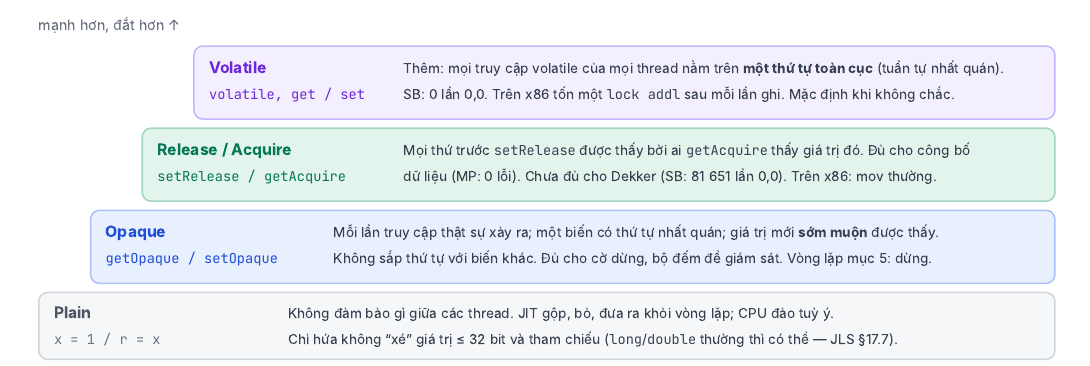 mạnh hơn, đắt hơn ↑
Volatile
Thêm: mọi truy cập volatile của mọi thread nằm trên một thứ tự toàn cục (tuần tự nhất quán).
volatile, get / set
SB: 0 lần 0,0. Trên x86 tốn một lock addl sau mỗi lần ghi. Mặc định khi không chắc.
Release / Acquire
Mọi thứ trước setRelease được thấy bởi ai getAcquire thấy giá trị đó. Đủ cho công bố
setRelease / getAcquire
dữ liệu (MP: 0 lỗi). Chưa đủ cho Dekker (SB: 81 651 lần 0,0). Trên x86: mov thường.
Opaque
Mỗi lần truy cập thật sự xảy ra; một biến có thứ tự nhất quán; giá trị mới sớm muộn được thấy.
getOpaque / setOpaque
Không sắp thứ tự với biến khác. Đủ cho cờ dừng, bộ đếm để giám sát. Vòng lặp mục 5: dừng.
Plain
Không đảm bảo gì giữa các thread. JIT gộp, bỏ, đưa ra khỏi vòng lặp; CPU đảo tuỳ ý.
x = 1 / r = x
Chỉ hứa không “xé” giá trị ≤ 32 bit và tham chiếu (long/double thường thì có thể — JLS §17.7).